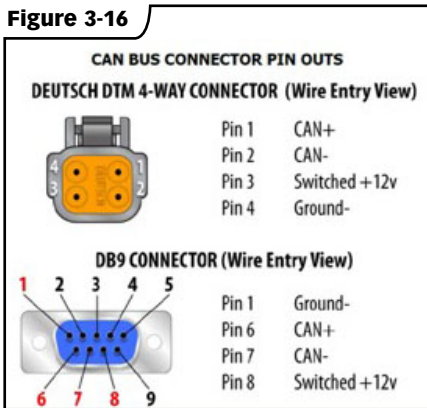 Figure 3-16
CAN BUS CONNECTOR PIN OUTS
DEUTSCH DTM 4-WAY CONNECTOR (Wire Entry View)
4 1
3 2
Pin 1 CAN+
Pin 2 CAN-
Pin 3 Switched +12v
Pin 4 Ground-
DB9 CONNECTOR (Wire Entry View)
1 2 3 4 5
6 7 8 9
Pin 1 Ground-
Pin 6 CAN+
Pin 7 CAN-
Pin 8 Switched +12v